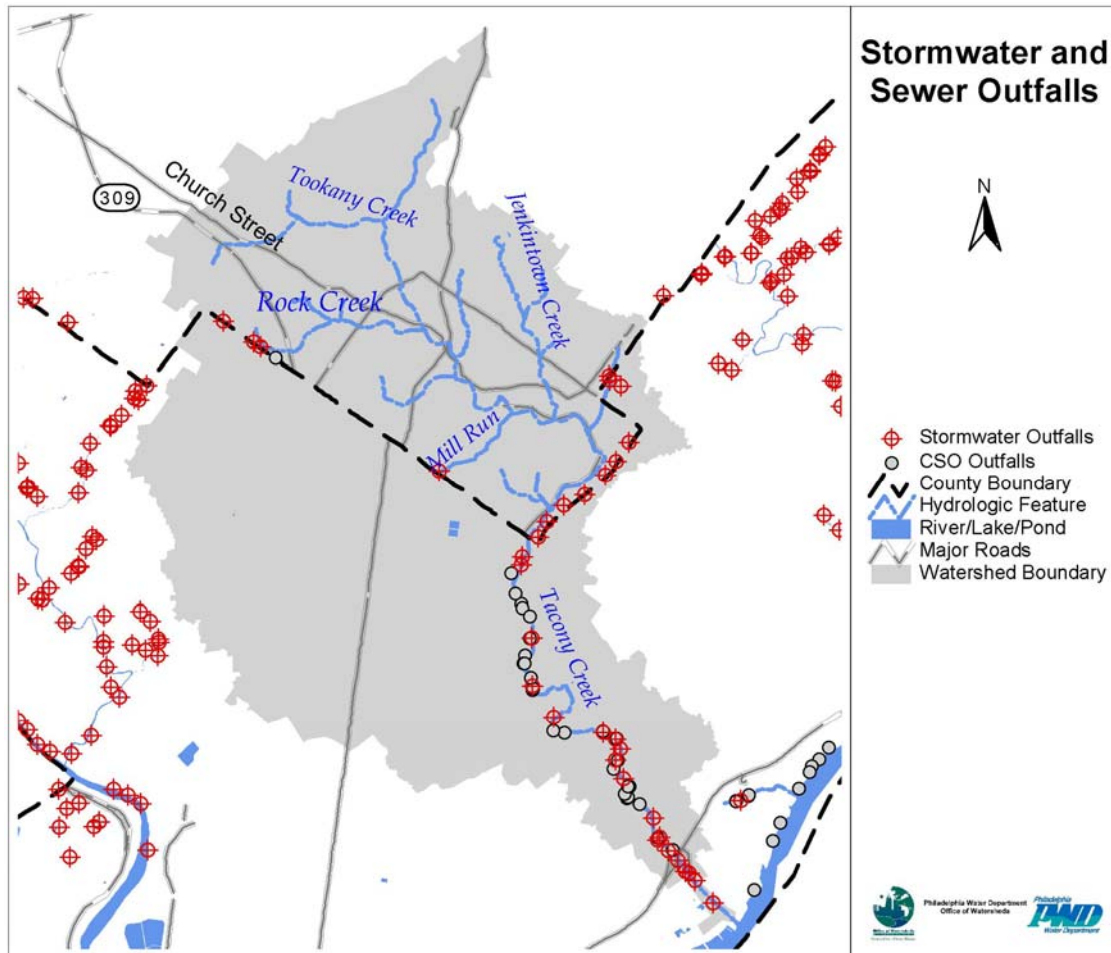 Stormwater and
Sewer Outfalls
N
309
Church Street
Tookany Creek
Jenkintown Creek
Rock Creek
Mill Run
Tacony Creek
Stormwater Outfalls
CSO Outfalls
County Boundary
Hydrologic Feature
River/Lake/Pond
Major Roads
Watershed Boundary
Philadelphia Water Department
Office of Watersheds
Philadelphia
PWD
Water Department